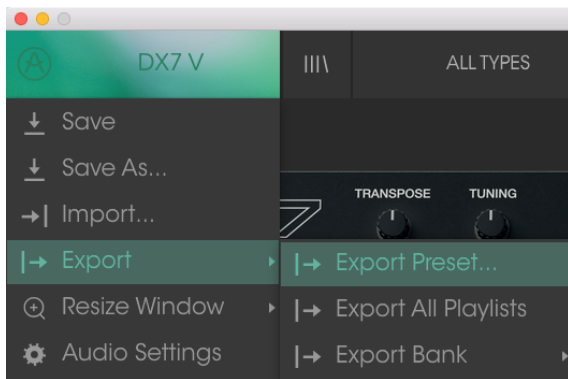 DX7 V
ALL TYPES
Save
Save As...
Import...
TRANSPOSE TUNING
Export
Export Preset...
Resize Window
Export All Playlists
Audio Settings
Export Bank